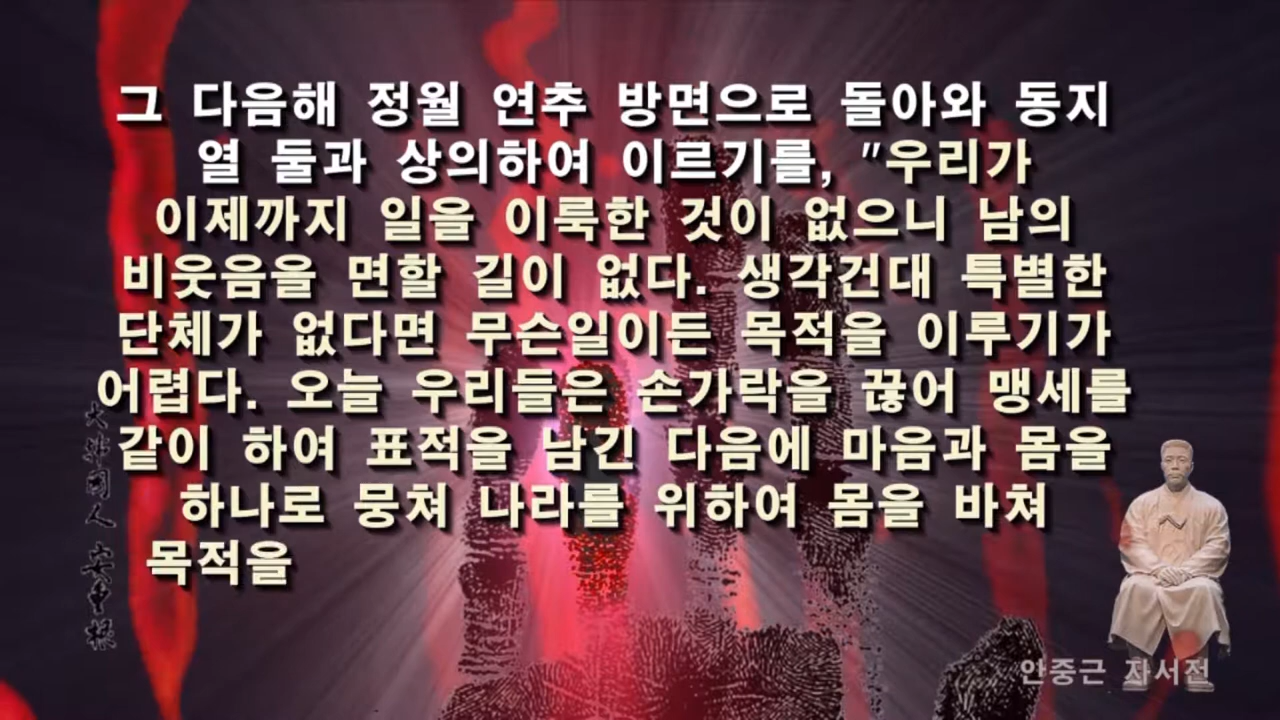 그 다음해 정월 연추 방면으로 돌아와 동지
열 둘과 상의하여 이르기를, "우리가
이제까지 일을 이룩한 것이 없으니 남의
비웃음을 면할 길이 없다. 생각건대 특별한
단체가 없다면 무슨일이든 목적을 이루기가
어렵다. 오늘 우리들은 손가락을 끊어 맹세를
같이 하여 표적을 남긴 다음에 마음과 몸을
하나로 뭉쳐 나라를 위하여 몸을 바쳐
목적을
大韓國人 安重根
안중근 자서전